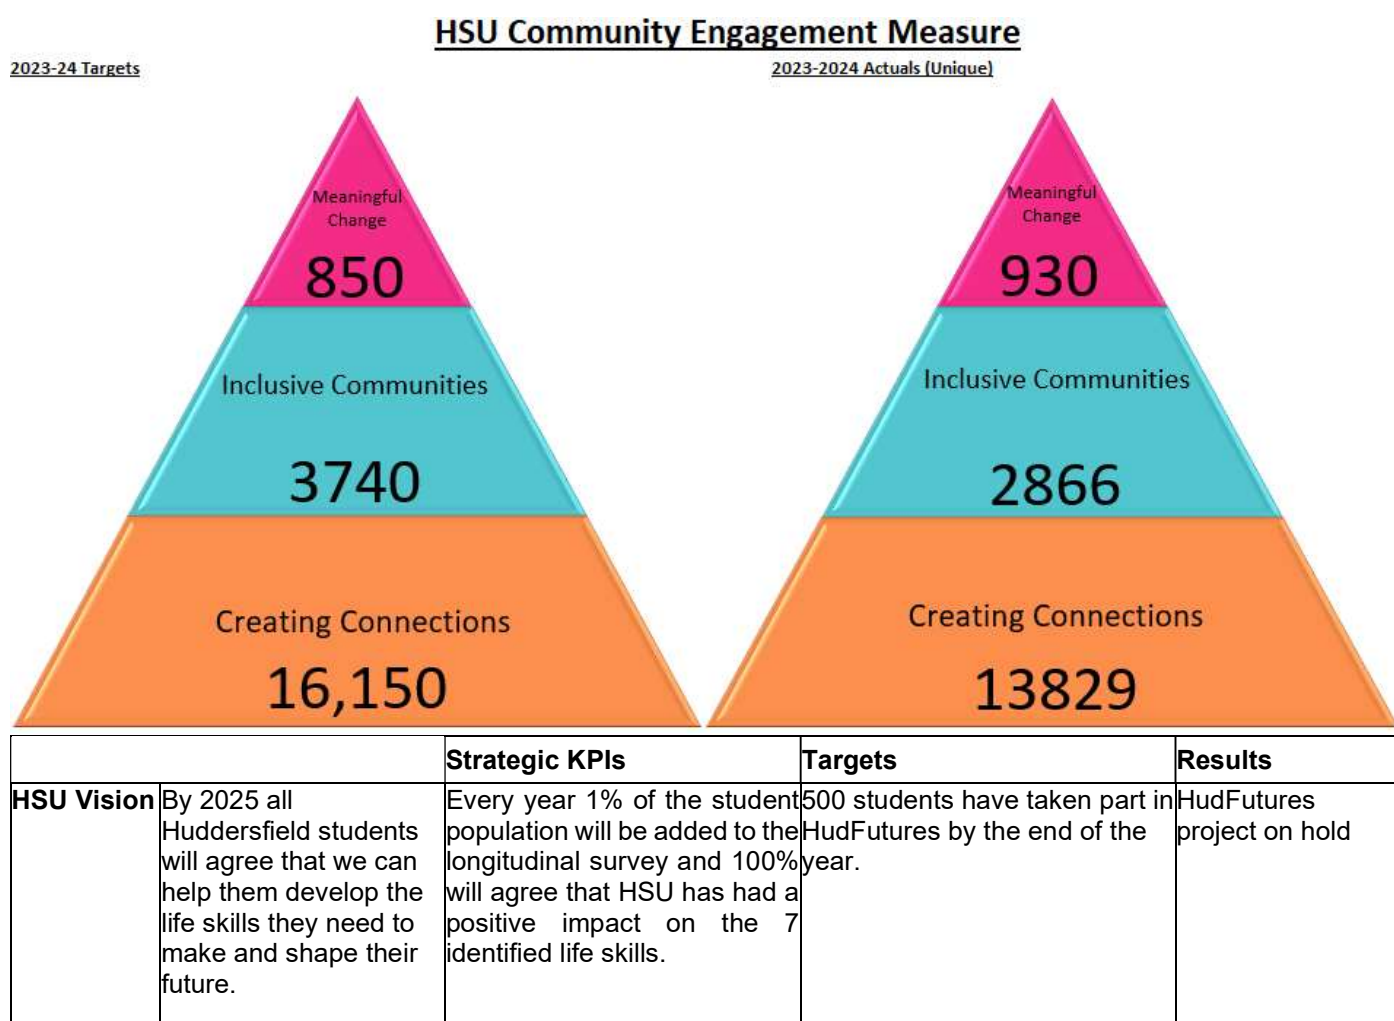 HSU Community Engagement Measure
2023-24 Targets
2023-2024 Actuals (Unique)
Meaningful
Change
850
Inclusive Communities
3740
Creating Connections
16,150
Meaningful
Change
930
Inclusive Communities
2866
Creating Connections
13829
Strategic KPIs
Targets
Results
HSU Vision
By 2025 all
Huddersfield students
will agree that we can
help them develop the
life skills they need to
make and shape their
future.
Every year 1% of the student
population will be added to the
longitudinal survey and 100%
will agree that HSU has had a
positive impact on the 7
identified life skills.
500 students have taken part in
HudFutures by the end of the
year.
HudFutures
project on hold